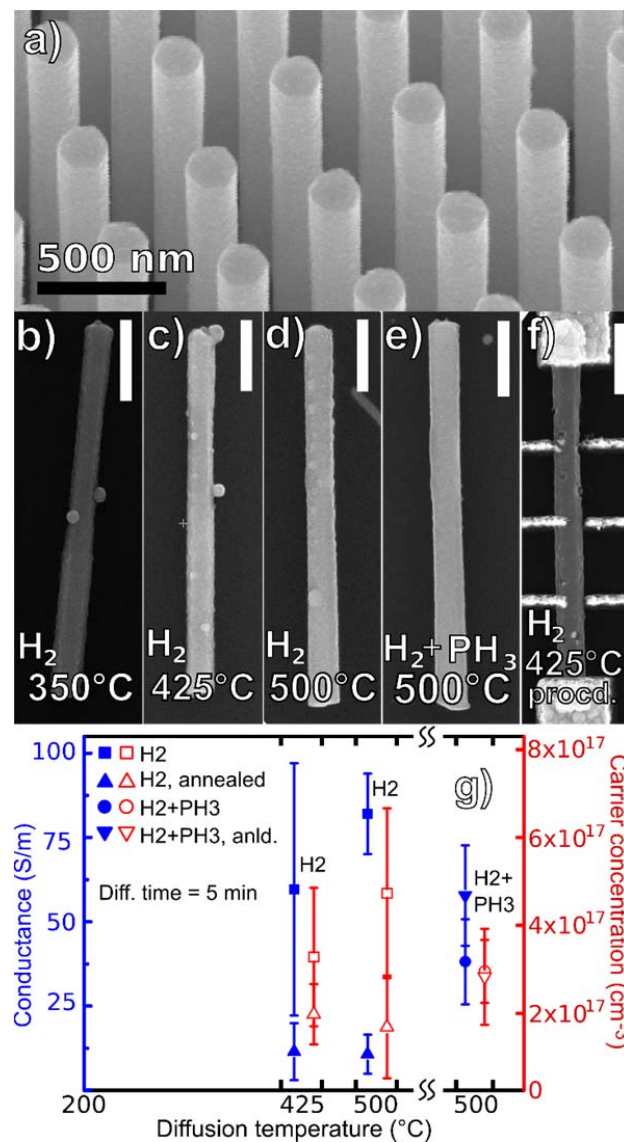 a)
500 nm
b) c) d) e) f)
H2
350°C
H2
425°C
H2
500°C
H2+PH3
500°C
H2
425°C
procd.
g)
100
75
50
25
Conductance (S/m)
H2
H2, annealed
H2+PH3
H2+PH3, anld.
Diff. time = 5 min
H2
H2
H2+
PH3
8x10^17
6x10^17
4x10^17
2x10^17
0
Carrier concentration (cm-3)
200 425 500 500
Diffusion temperature (°C)